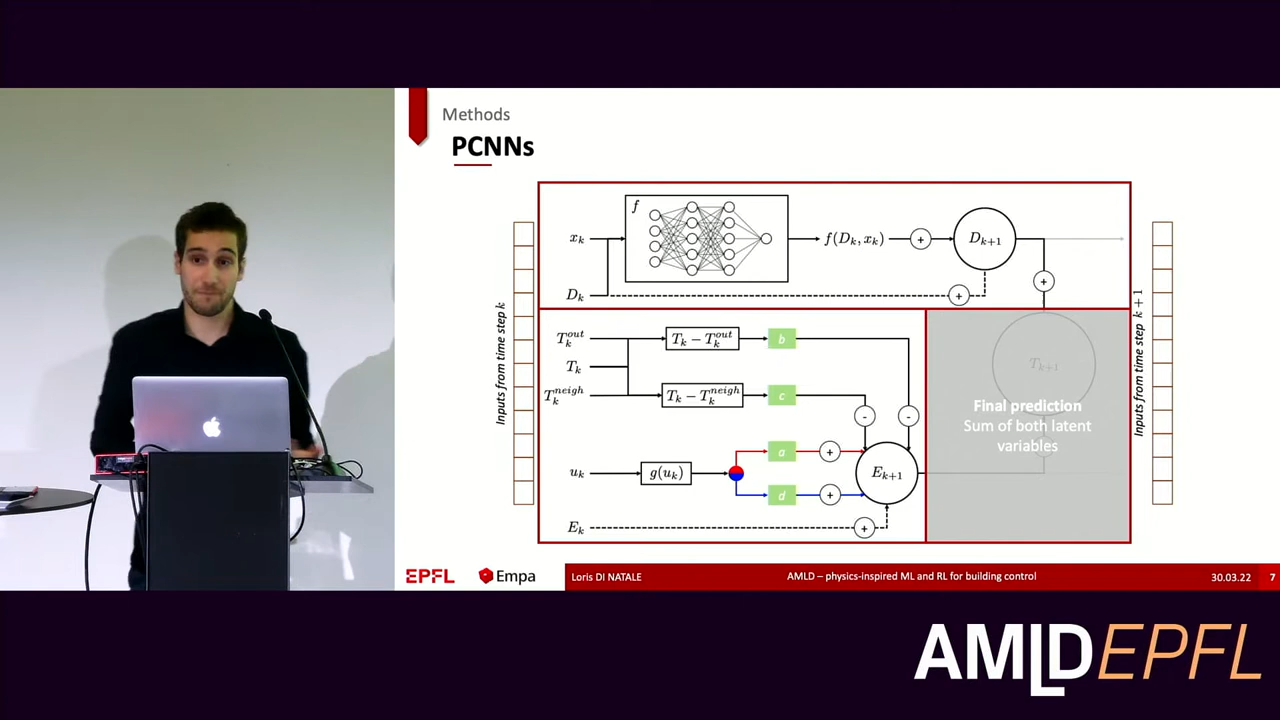 Methods
PCNNs
f
x_k
f(D_k, x_k)
+
D_{k+1}
D_k
+
+
Inputs from time step k
Inputs from time step k + 1
T_k^{out}
T_k − T_k^{out}
b
T_k
T_k^{neigh}
T_k − T_k^{neigh}
c
-
-
T_{k+1}
Final prediction
Sum of both latent
variables
u_k
g(u_k)
a
+
d
+
E_{k+1}
E_k
+
EPFL
Empa
Loris DI NATALE
AMLD – physics-inspired ML and RL for building control
30.03.22
7
AMLDEPFL